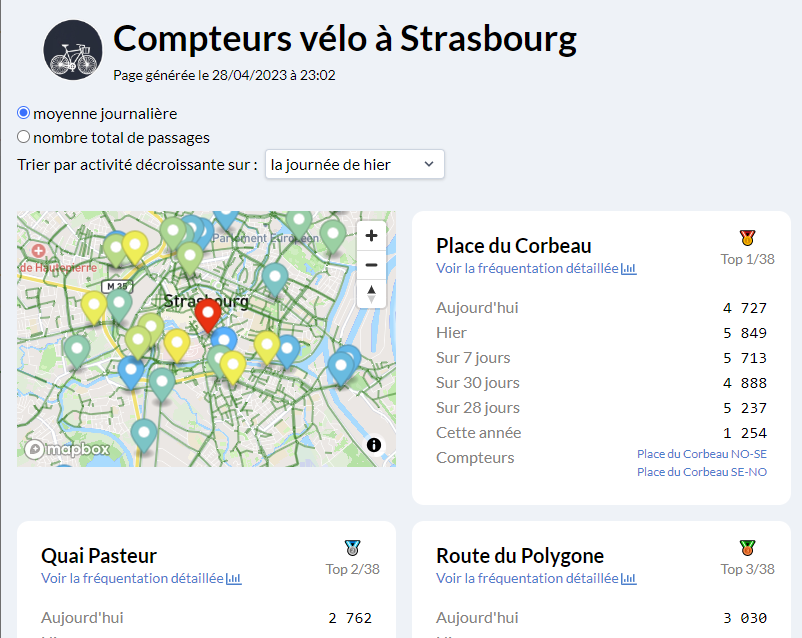 Compteurs vélo à Strasbourg
Page générée le 28/04/2023 à 23:02
moyenne journalière
nombre total de passages
Trier par activité décroissante sur : la journée de hier
Parlement Européen
de Hautepierre
M 35
Strasbourg
mapbox
Place du Corbeau
Top 1/38
Voir la fréquentation détaillée
Aujourd'hui 4 727
Hier 5 849
Sur 7 jours 5 713
Sur 30 jours 4 888
Sur 28 jours 5 237
Cette année 1 254
Compteurs Place du Corbeau NO-SE
Place du Corbeau SE-NO
Quai Pasteur
Top 2/38
Voir la fréquentation détaillée
Aujourd'hui 2 762
Route du Polygone
Top 3/38
Voir la fréquentation détaillée
Aujourd'hui 3 030